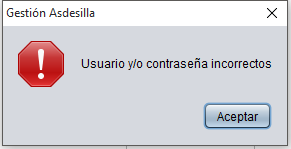 Gestión Asdesilla
Usuario y/o contraseña incorrectos
Aceptar